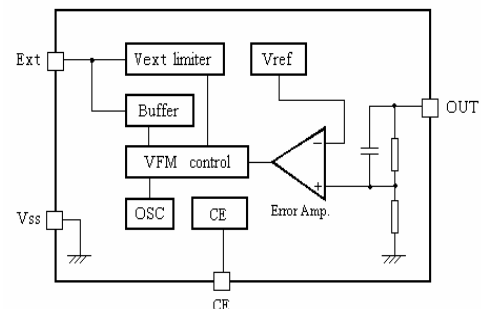 Ext
Vext limiter
Vref
Buffer
OUT
VFM control
−
+
Error Amp.
OSC
CE
Vss
CE